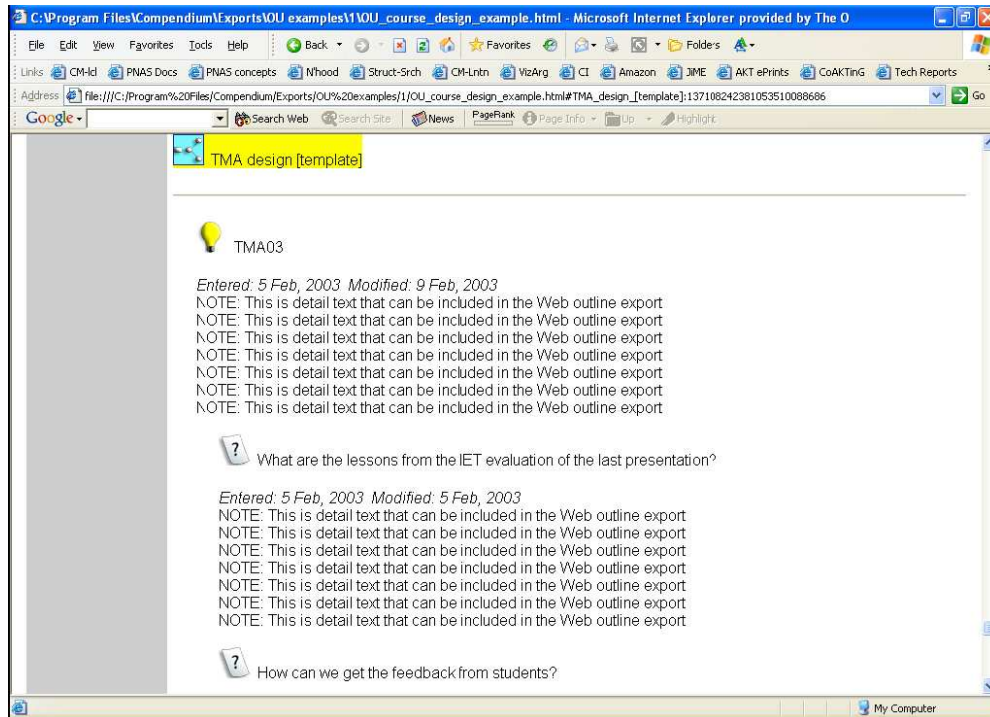 C:\Program Files\Compendium\Exports\OU examples\1\OU_course_design_example.html - Microsoft Internet Explorer provided by The O
File Edit View Favorites Tools Help Back Favorites Folders
Links CM-Icl PNAS Docs PNAS concepts N'hood Struct-Srch CM-Lntn VizArg CI Amazon JIME AKT ePrints CoAKTinG Tech Reports
Address file:///C:/Program%20Files/Compendium/Exports/OU%20examples/1/OU_course_design_example.html#TMA_design_[template]:137108242381053510088686 Go
Google Search Web Search Site News PageRank Page Info Up Highlight
TMA design [template]
TMA03
Entered: 5 Feb, 2003 Modified: 9 Feb, 2003
NOTE: This is detail text that can be included in the Web outline export
NOTE: This is detail text that can be included in the Web outline export
NOTE: This is detail text that can be included in the Web outline export
NOTE: This is detail text that can be included in the Web outline export
NOTE: This is detail text that can be included in the Web outline export
NOTE: This is detail text that can be included in the Web outline export
NOTE: This is detail text that can be included in the Web outline export
What are the lessons from the IET evaluation of the last presentation?
Entered: 5 Feb, 2003 Modified: 5 Feb, 2003
NOTE: This is detail text that can be included in the Web outline export
NOTE: This is detail text that can be included in the Web outline export
NOTE: This is detail text that can be included in the Web outline export
NOTE: This is detail text that can be included in the Web outline export
NOTE: This is detail text that can be included in the Web outline export
NOTE: This is detail text that can be included in the Web outline export
NOTE: This is detail text that can be included in the Web outline export
How can we get the feedback from students?
My Computer